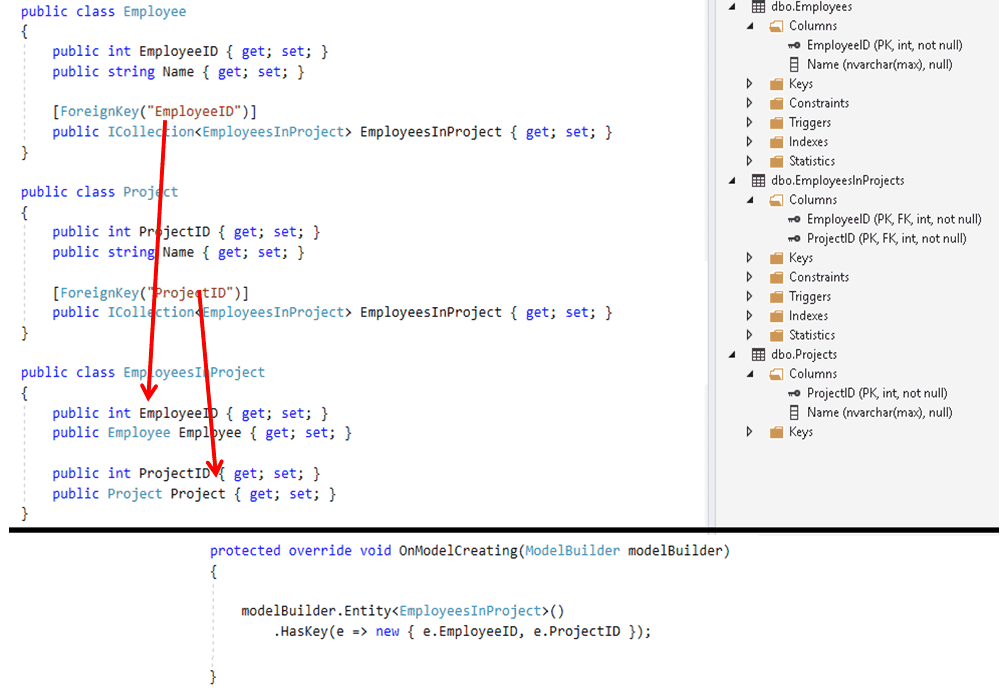 public class Employee
{
public int EmployeeID { get; set; }
public string Name { get; set; }
[ForeignKey("EmployeeID")]
public ICollection<EmployeesInProject> EmployeesInProject { get; set; }
}
public class Project
{
public int ProjectID { get; set; }
public string Name { get; set; }
[ForeignKey("ProjectID")]
public ICollection<EmployeesInProject> EmployeesInProject { get; set; }
}
public class EmployeesInProject
{
public int EmployeeID { get; set; }
public Employee Employee { get; set; }
public int ProjectID { get; set; }
public Project Project { get; set; }
}
dbo.Employees
Columns
EmployeeID (PK, int, not null)
Name (nvarchar(max), null)
Keys
Constraints
Triggers
Indexes
Statistics
dbo.EmployeesInProjects
Columns
EmployeeID (PK, FK, int, not null)
ProjectID (PK, FK, int, not null)
Keys
Constraints
Triggers
Indexes
Statistics
dbo.Projects
Columns
ProjectID (PK, int, not null)
Name (nvarchar(max), null)
Keys
protected override void OnModelCreating(ModelBuilder modelBuilder)
{
modelBuilder.Entity<EmployeesInProject>()
.HasKey(e => new { e.EmployeeID, e.ProjectID });
}